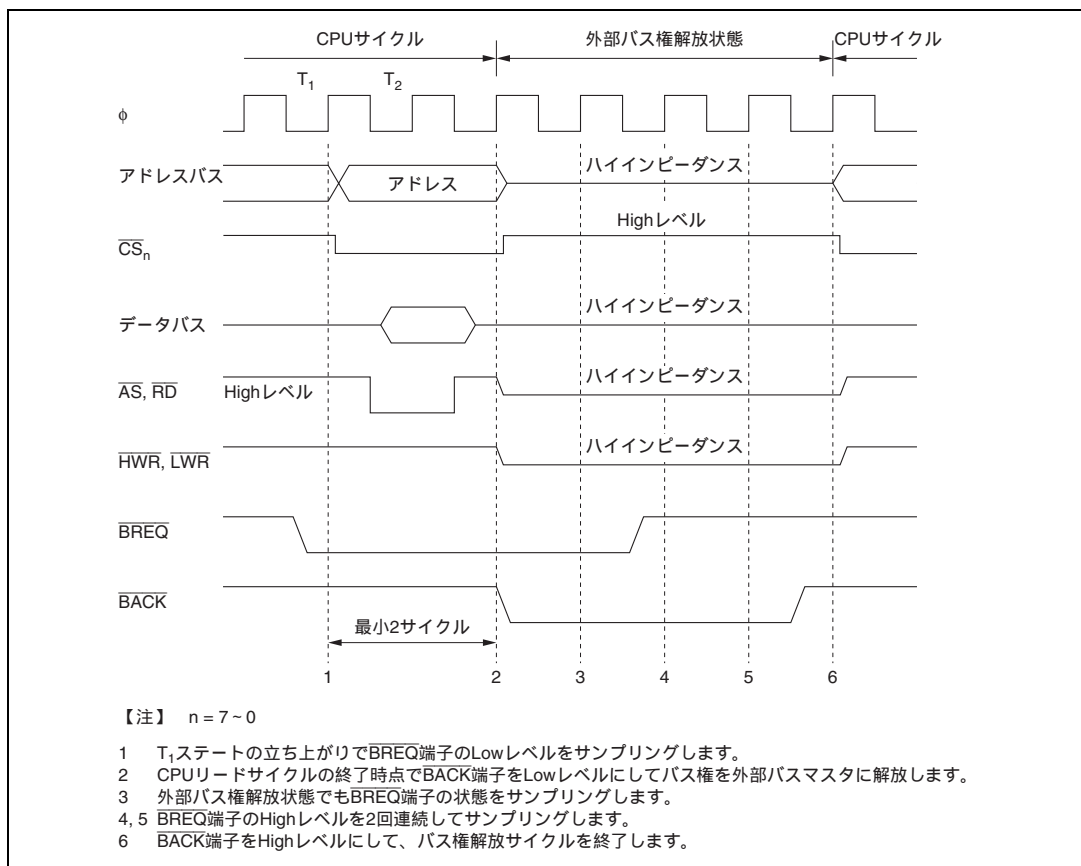 CPUサイクル 外部バス権解放状態 CPUサイクル
T1 T2
φ
アドレスバス アドレス ハイインピーダンス
CSn Highレベル
データバス ハイインピーダンス
AS, RD Highレベル ハイインピーダンス
HWR, LWR ハイインピーダンス
BREQ
BACK
最小2サイクル
1 2 3 4 5 6
【注】 n = 7~0
1 T1ステートの立ち上がりでBREQ端子のLowレベルをサンプリングします。
2 CPUリードサイクルの終了時点でBACK端子をLowレベルにしてバス権を外部バスマスタに解放します。
3 外部バス権解放状態でもBREQ端子の状態をサンプリングします。
4, 5 BREQ端子のHighレベルを2回連続してサンプリングします。
6 BACK端子をHighレベルにして、バス権解放サイクルを終了します。